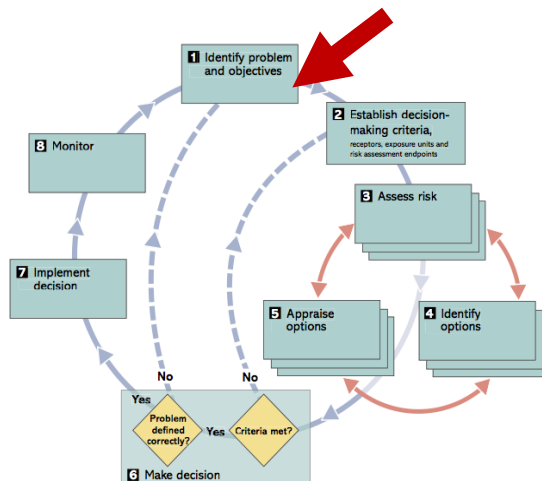 1 Identify problem
and objectives
2 Establish decision-
making criteria,
receptors, exposure units and
risk assessment endpoints
8 Monitor
3 Assess risk
7 Implement
decision
5 Appraise
options
4 Identify
options
No
No
Yes
Problem
defined
correctly?
Yes
Criteria met?
6 Make decision